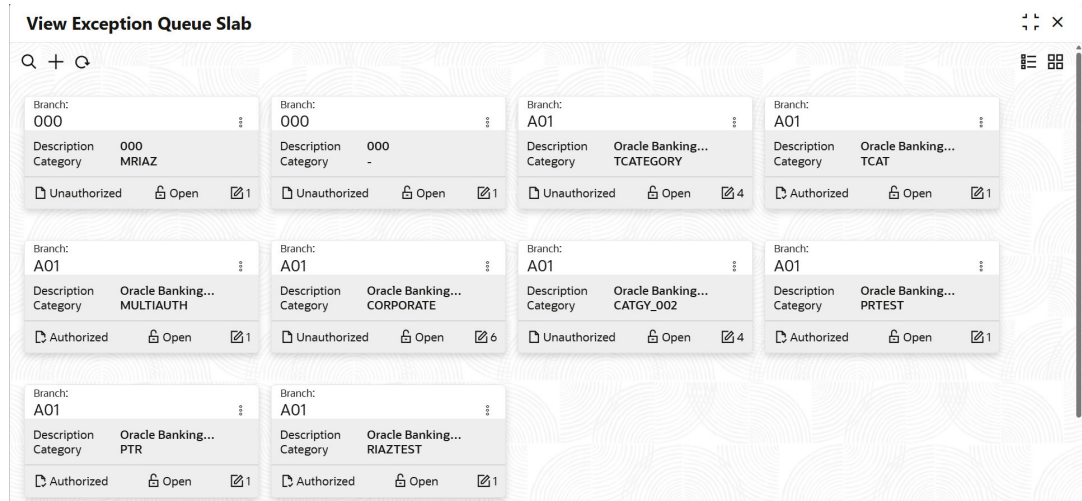 View Exception Queue Slab
Branch:
000
Description 000
Category MRIAZ
Unauthorized Open 1
Branch:
000
Description 000
Category -
Unauthorized Open 1
Branch:
A01
Description Oracle Banking...
Category TCATEGORY
Unauthorized Open 4
Branch:
A01
Description Oracle Banking...
Category TCAT
Authorized Open 1
Branch:
A01
Description Oracle Banking...
Category MULTIAUTH
Authorized Open 1
Branch:
A01
Description Oracle Banking...
Category CORPORATE
Unauthorized Open 6
Branch:
A01
Description Oracle Banking...
Category CATGY_002
Unauthorized Open 4
Branch:
A01
Description Oracle Banking...
Category PRTEST
Authorized Open 1
Branch:
A01
Description Oracle Banking...
Category PTR
Authorized Open 1
Branch:
A01
Description Oracle Banking...
Category RIAZTEST
Authorized Open 1